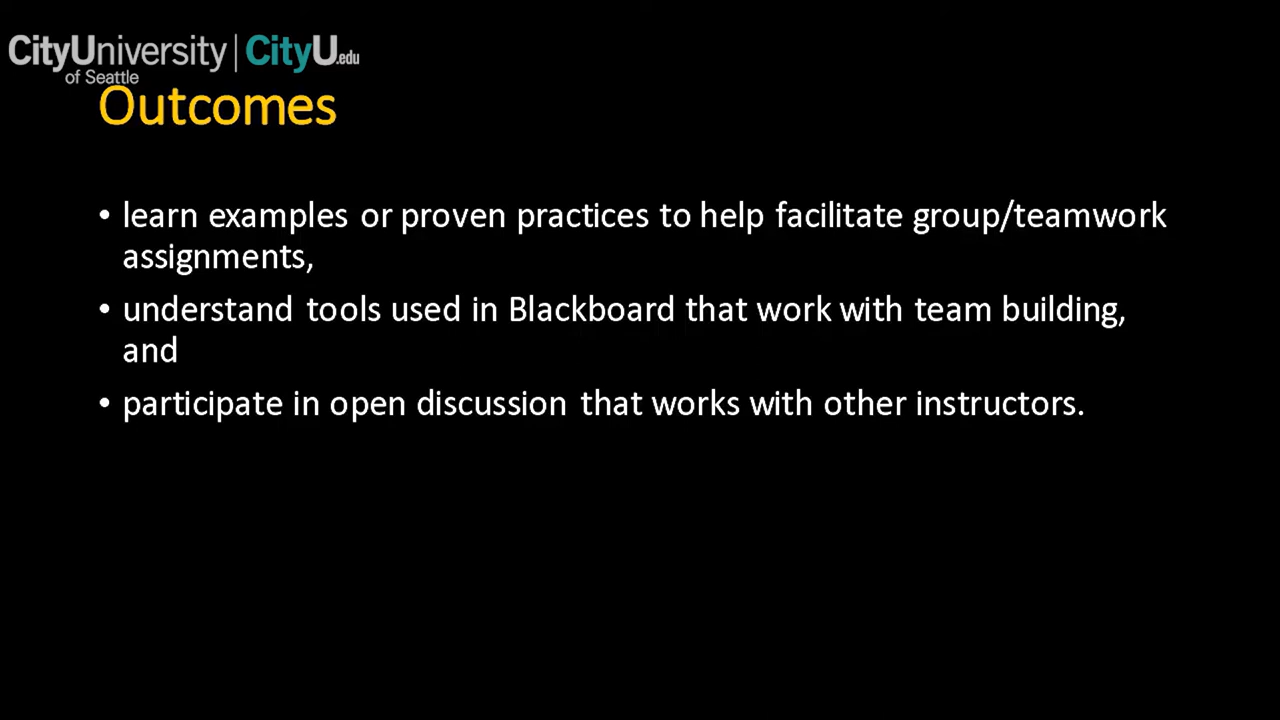 CityUniversity | CityU.edu
of Seattle
Outcomes
• learn examples or proven practices to help facilitate group/teamwork
assignments,
• understand tools used in Blackboard that work with team building,
and
• participate in open discussion that works with other instructors.